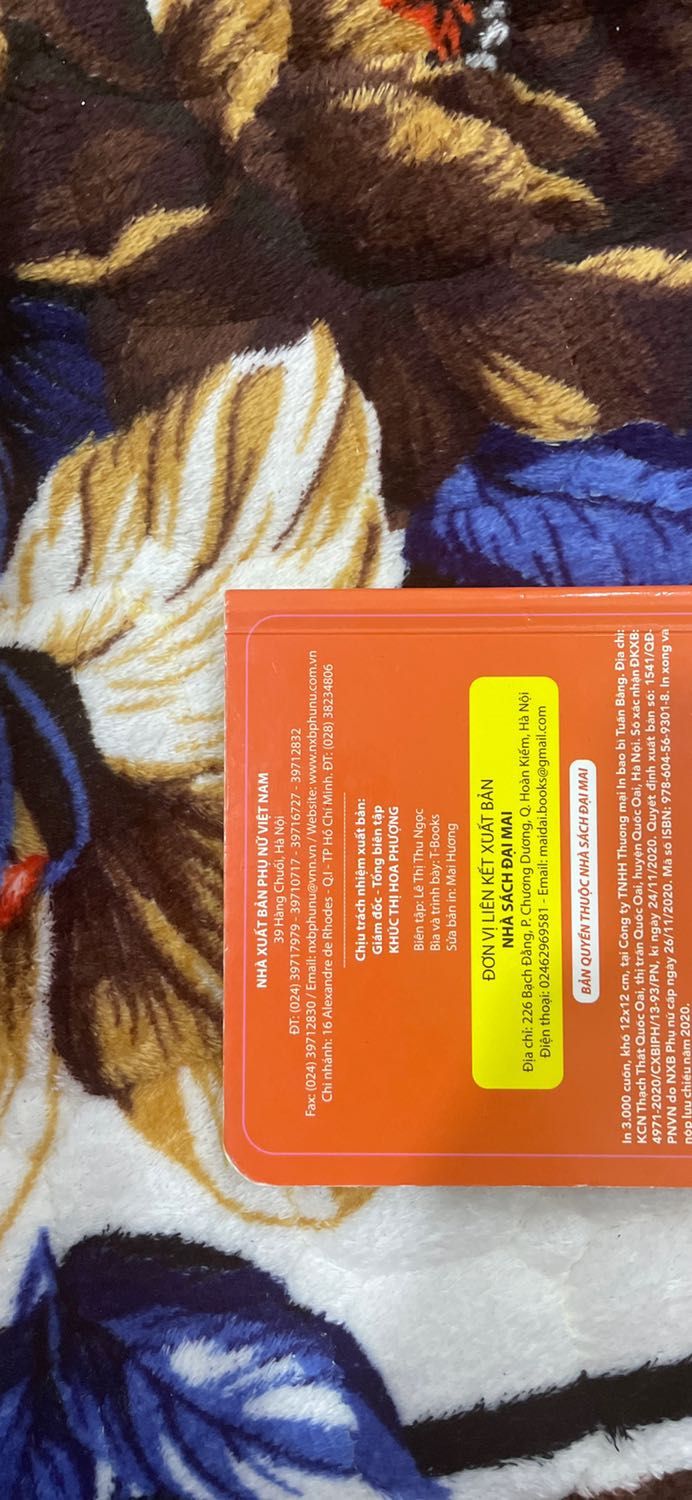 NHÀ XUẤT BẢN PHỤ NỮ VIỆT NAM
39 Hàng Chuối, Hà Nội
ĐT: (024) 39717979 - 39710717 - 39716727 - 39712832
Fax: (024) 39712830 / Email: nxbphunu@vnn.vn / Website: www.nxbphunu.com.vn
Chi nhánh: 16 Alexandre de Rhodes - Q.I - TP Hồ Chí Minh. ĐT: (028) 38234806
Chịu trách nhiệm xuất bản:
Giám đốc - Tổng biên tập
KHÚC THỊ HOA PHƯỢNG
Biên tập: Lê Thị Thu Ngọc
Bìa và trình bày: T-Books
Sửa bản in: Mai Hương
ĐƠN VỊ LIÊN KẾT XUẤT BẢN
NHÀ SÁCH ĐẠI MAI
Địa chỉ: 226 Bạch Đằng, P. Chương Dương, Q. Hoàn Kiếm, Hà Nội
Điện thoại: 02462969581 - Email: maidai.books@gmail.com
BẢN QUYỀN THUỘC NHÀ SÁCH ĐẠI MAI
In 3.000 cuốn, khổ 12x12 cm, tại Công ty TNHH Thương mại In bao bì Tuấn Bằng. Địa chỉ:
KCN Thạch Thất Quốc Oai, thị trấn Quốc Oai, huyện Quốc Oai, Hà Nội. Số xác nhận ĐKXB:
4971-2020/CXBIPH/13-93/PN, kí ngày 24/11/2020. Quyết định xuất bản số: 1541/QĐ-
PNVN do NXB Phụ nữ cấp ngày 26/11/2020. Mã số ISBN: 978-604-56-9301-8. In xong và
nộp lưu chiểu năm 2020.